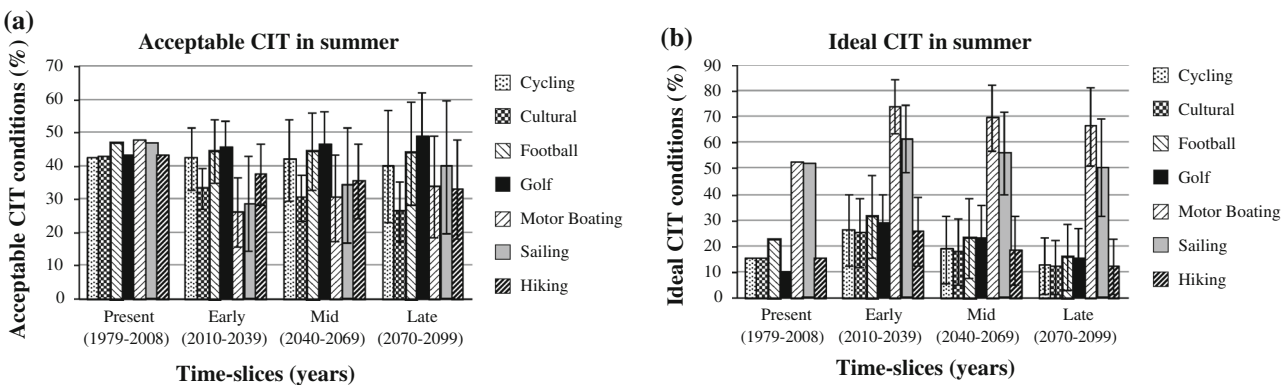 (a)
Acceptable CIT in summer
Acceptable CIT conditions (%)
70
60
50
40
30
20
10
0
Present
(1979-2008)
Early
(2010-2039)
Mid
(2040-2069)
Late
(2070-2099)
Time-slices (years)
Cycling
Cultural
Football
Golf
Motor Boating
Sailing
Hiking
(b)
Ideal CIT in summer
Ideal CIT conditions (%)
90
80
70
60
50
40
30
20
10
0
Present
(1979-2008)
Early
(2010-2039)
Mid
(2040-2069)
Late
(2070-2099)
Time-slices (years)
Cycling
Cultural
Football
Golf
Motor Boating
Sailing
Hiking